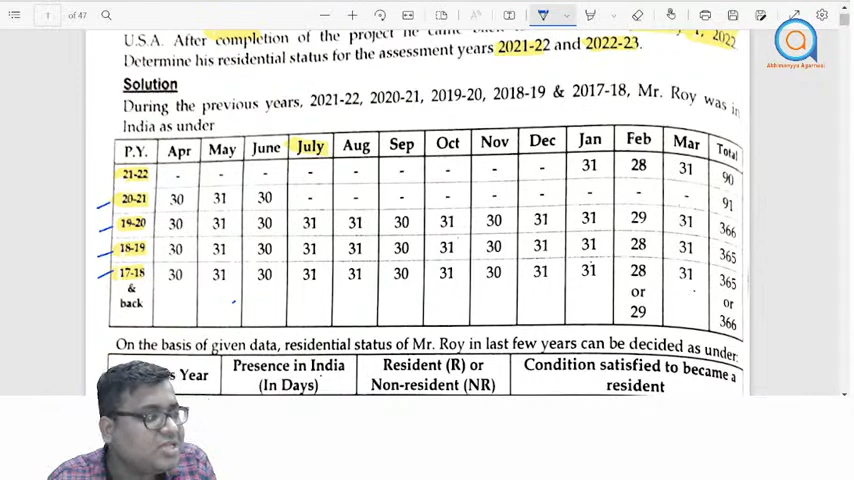 1 of 47
U.S.A. After completion of the project he came 1, 2022
Determine his residential status for the assessment years 2021-22 and 2022-23.
Abhimanyu Agarwal
Solution
During the previous years, 2021-22, 2020-21, 2019-20, 2018-19 & 2017-18, Mr. Roy was in
India as under
P.Y. Apr May June July Aug Sep Oct Nov Dec Jan Feb Mar Total
21-22 - - - - - - - - - 31 28 31 90
20-21 30 31 30 - - - - - - - - - 91
19-20 30 31 30 31 31 30 31 30 31 31 29 31 366
18-19 30 31 30 31 31 30 31 30 31 31 28 31 365
17-18 30 31 30 31 31 30 31 30 31 31 28 31 365
& or or
back 29 366
On the basis of given data, residential status of Mr. Roy in last few years can be decided as under:
Year Presence in India Resident (R) or Condition satisfied to became a
(In Days) Non-resident (NR) resident